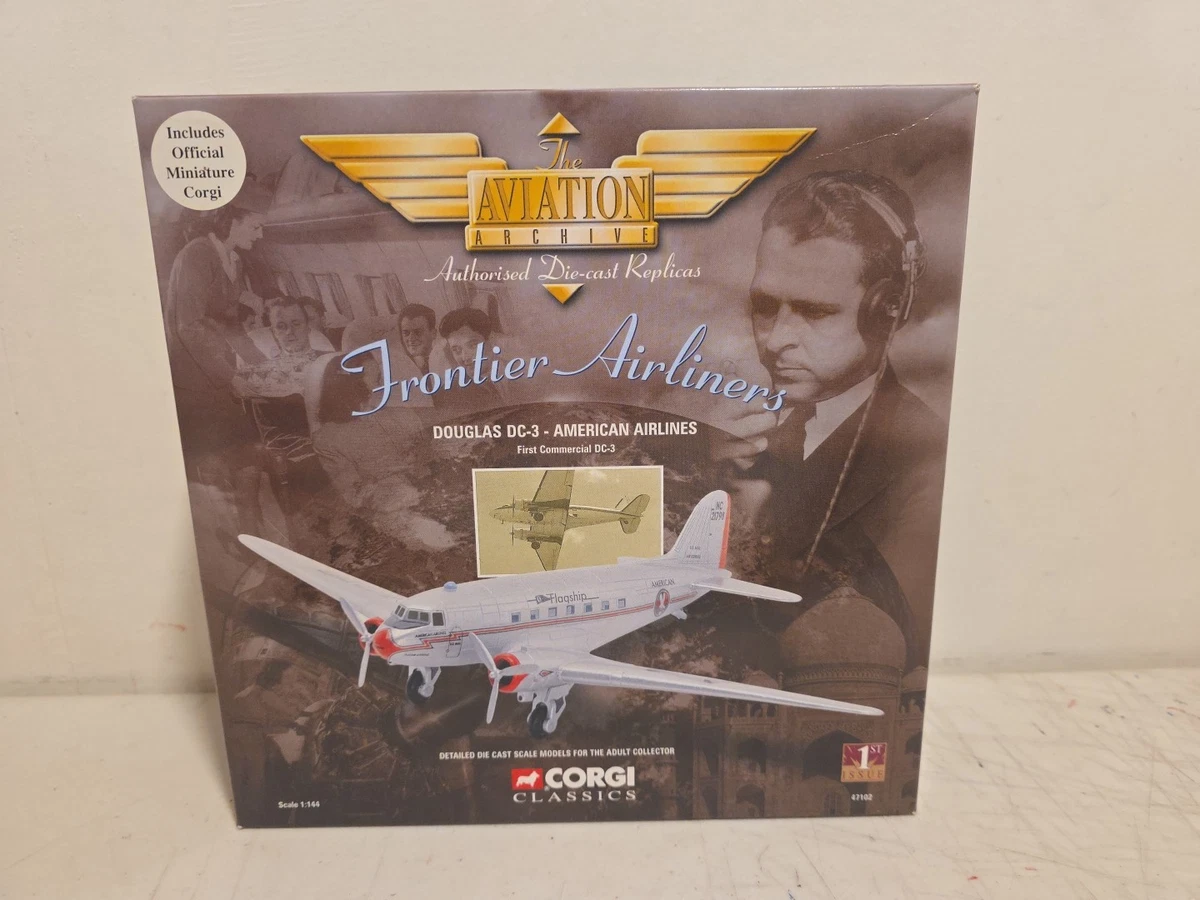 Includes
Official
Miniature
Corgi
The
AVIATION
ARCHIVE
Authorised Die-cast Replicas
Frontier Airliners
DOUGLAS DC-3 - AMERICAN AIRLINES
First Commercial DC-3
NC
AMERICAN
Flagship
DETAILED DIE CAST SCALE MODELS FOR THE ADULT COLLECTOR
CORGI
CLASSICS
Scale 1:144
1ST
ISSUE
47102